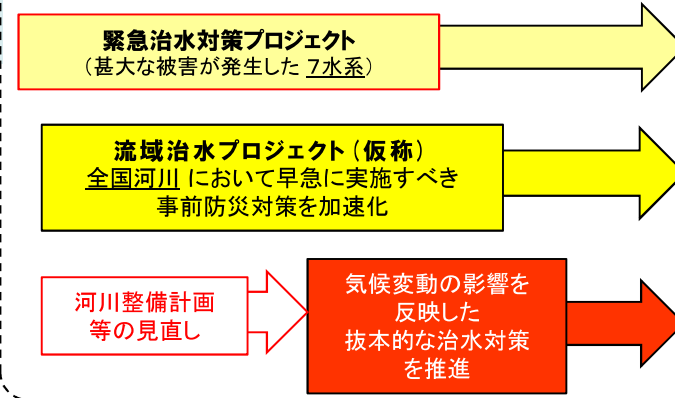 緊急治水対策プロジェクト
（甚大な被害が発生した 7水系）
流域治水プロジェクト（仮称）
全国河川 において早急に実施すべき
事前防災対策を加速化
河川整備計画
等の見直し
気候変動の影響を
反映した
抜本的な治水対策
を推進